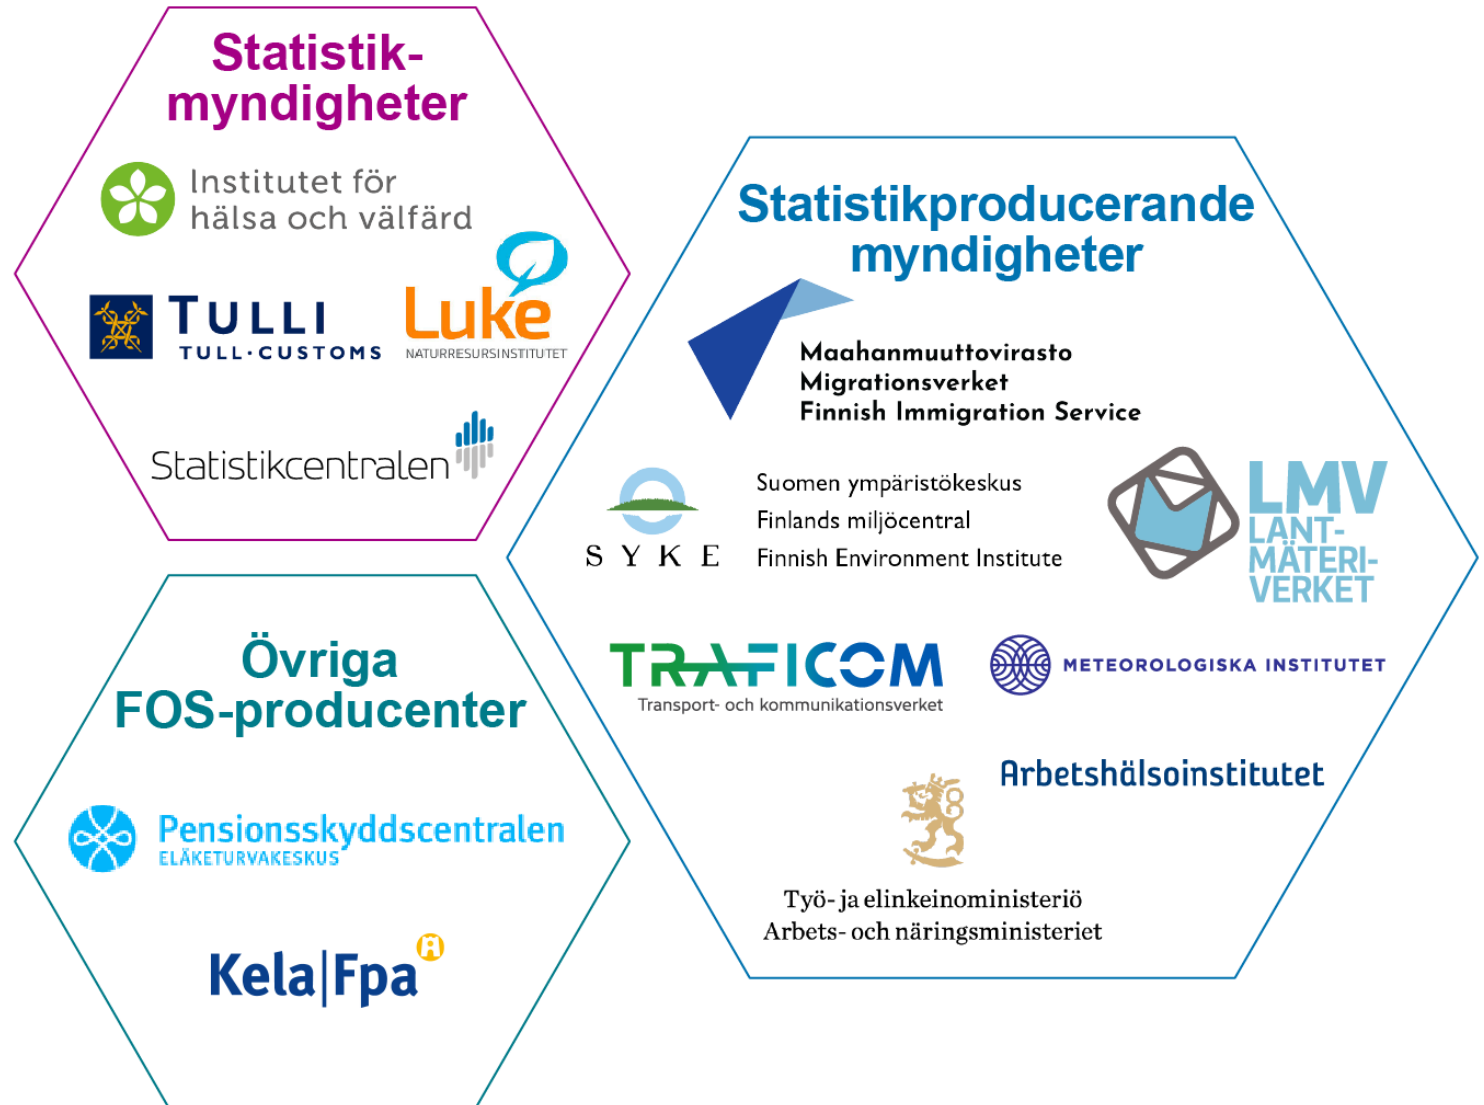 Statistik-
myndigheter
Institutet för
hälsa och välfärd
TULLI
TULL·CUSTOMS
Luke
NATURRESURSINSTITUTET
Statistikcentralen
Statistikproducerande
myndigheter
Maahanmuuttovirasto
Migrationsverket
Finnish Immigration Service
SYKE
Suomen ympäristökeskus
Finlands miljöcentral
Finnish Environment Institute
LMV
LANT-
MÄTERI-
VERKET
TRAFICOM
Transport- och kommunikationsverket
METEOROLOGISKA INSTITUTET
Arbetshälsoinstitutet
Työ- ja elinkeinoministeriö
Arbets- och näringsministeriet
Övriga
FOS-producenter
Pensionsskyddscentralen
ELÄKETURVAKESKUS
Kela|Fpa